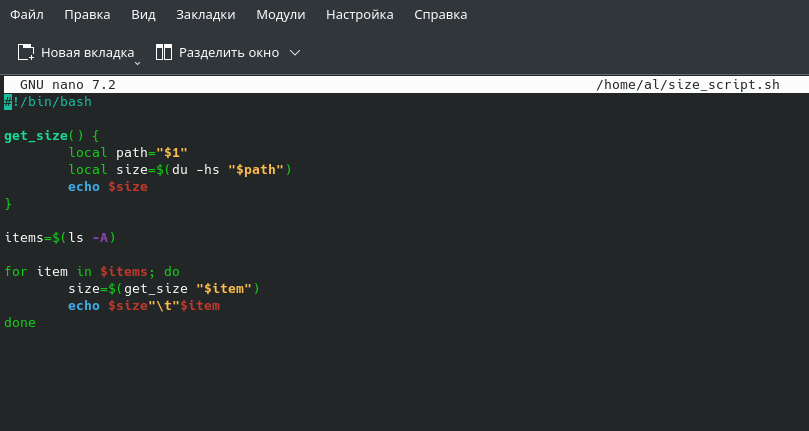 Файл Правка Вид Закладки Модули Настройка Справка
Новая вкладка Разделить окно
GNU nano 7.2 /home/al/size_script.sh
#!/bin/bash
get_size() {
local path="$1"
local size=$(du -hs "$path")
echo $size
}
items=$(ls -A)
for item in $items; do
size=$(get_size "$item")
echo $size"\t"$item
done